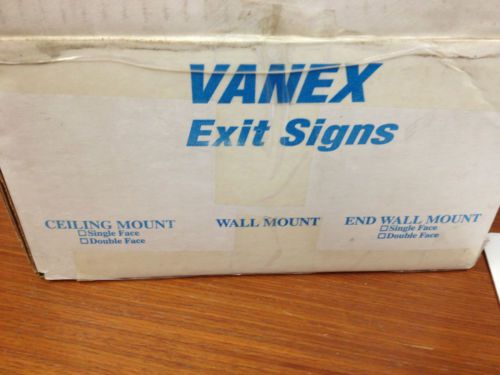 VANEX
Exit Signs
CEILING MOUNT WALL MOUNT END WALL MOUNT
☐ Single Face ☐ Single Face
☐ Double Face ☐ Double Face